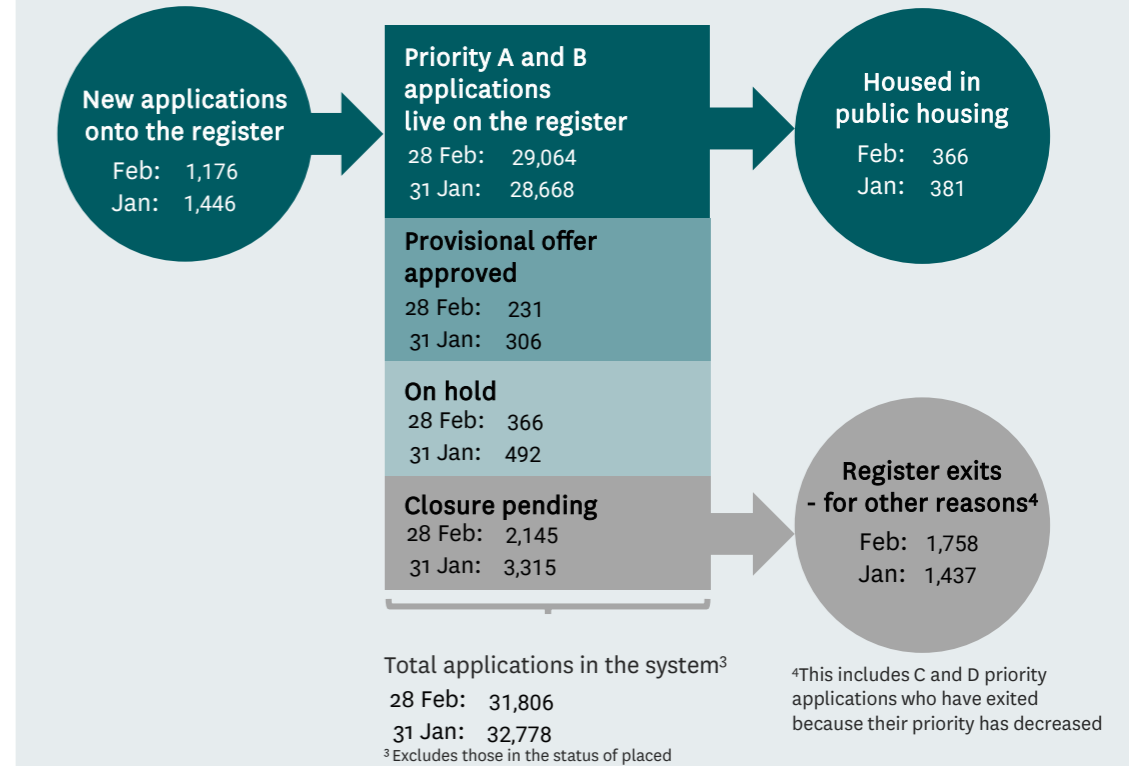 New applications
onto the register
Feb: 1,176
Jan: 1,446
Priority A and B
applications
live on the register
28 Feb: 29,064
31 Jan: 28,668
Provisional offer
approved
28 Feb: 231
31 Jan: 306
On hold
28 Feb: 366
31 Jan: 492
Closure pending
28 Feb: 2,145
31 Jan: 3,315
Housed in
public housing
Feb: 366
Jan: 381
Register exits
- for other reasons⁴
Feb: 1,758
Jan: 1,437
Total applications in the system³
28 Feb: 31,806
31 Jan: 32,778
³ Excludes those in the status of placed
⁴This includes C and D priority
applications who have exited
because their priority has decreased